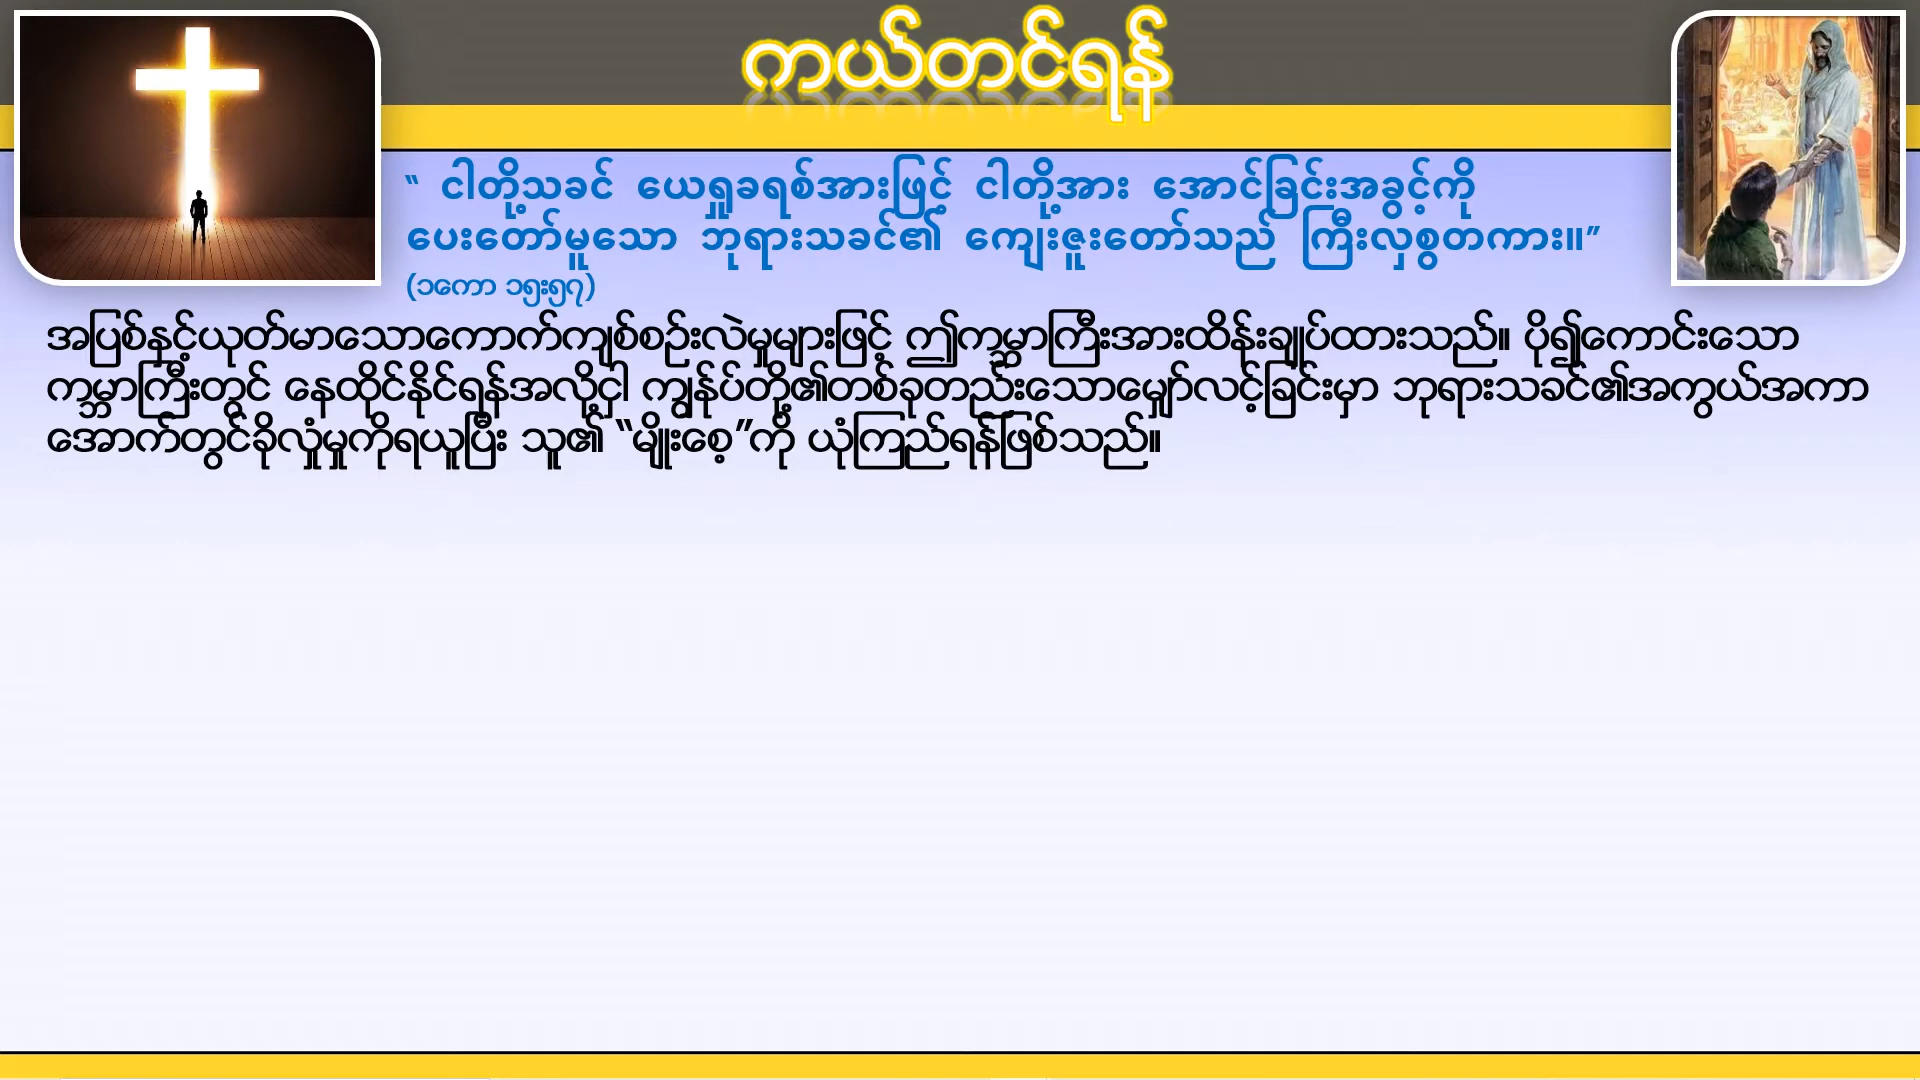 ကယ်တင်ရန်
“ ငါတို့သခင် ယေရှုခရစ်အားဖြင့် ငါတို့အား အောင်ခြင်းအခွင့်ကို
ပေးတော်မူသော ဘုရားသခင်၏ ကျေးဇူးတော်သည် ကြီးလှစွတကား။”
(၁ကော ၁၅း၅၇)
အပြစ်နှင့်ယုတ်မာသောကောက်ကျစ်စဉ်းလဲမှုများဖြင့် ဤကမ္ဘာကြီးအားထိန်းချုပ်ထားသည်။ ပို၍ကောင်းသော
ကမ္ဘာကြီးတွင် နေထိုင်နိုင်ရန်အလို့ငှါ ကျွန်ုပ်တို့၏တစ်ခုတည်းသောမျှော်လင့်ခြင်းမှာ ဘုရားသခင်၏အကွယ်အကာ
အောက်တွင်ခိုလှုံမှုကိုရယူပြီး သူ၏ “မျိုးစေ့”ကို ယုံကြည်ရန်ဖြစ်သည်။